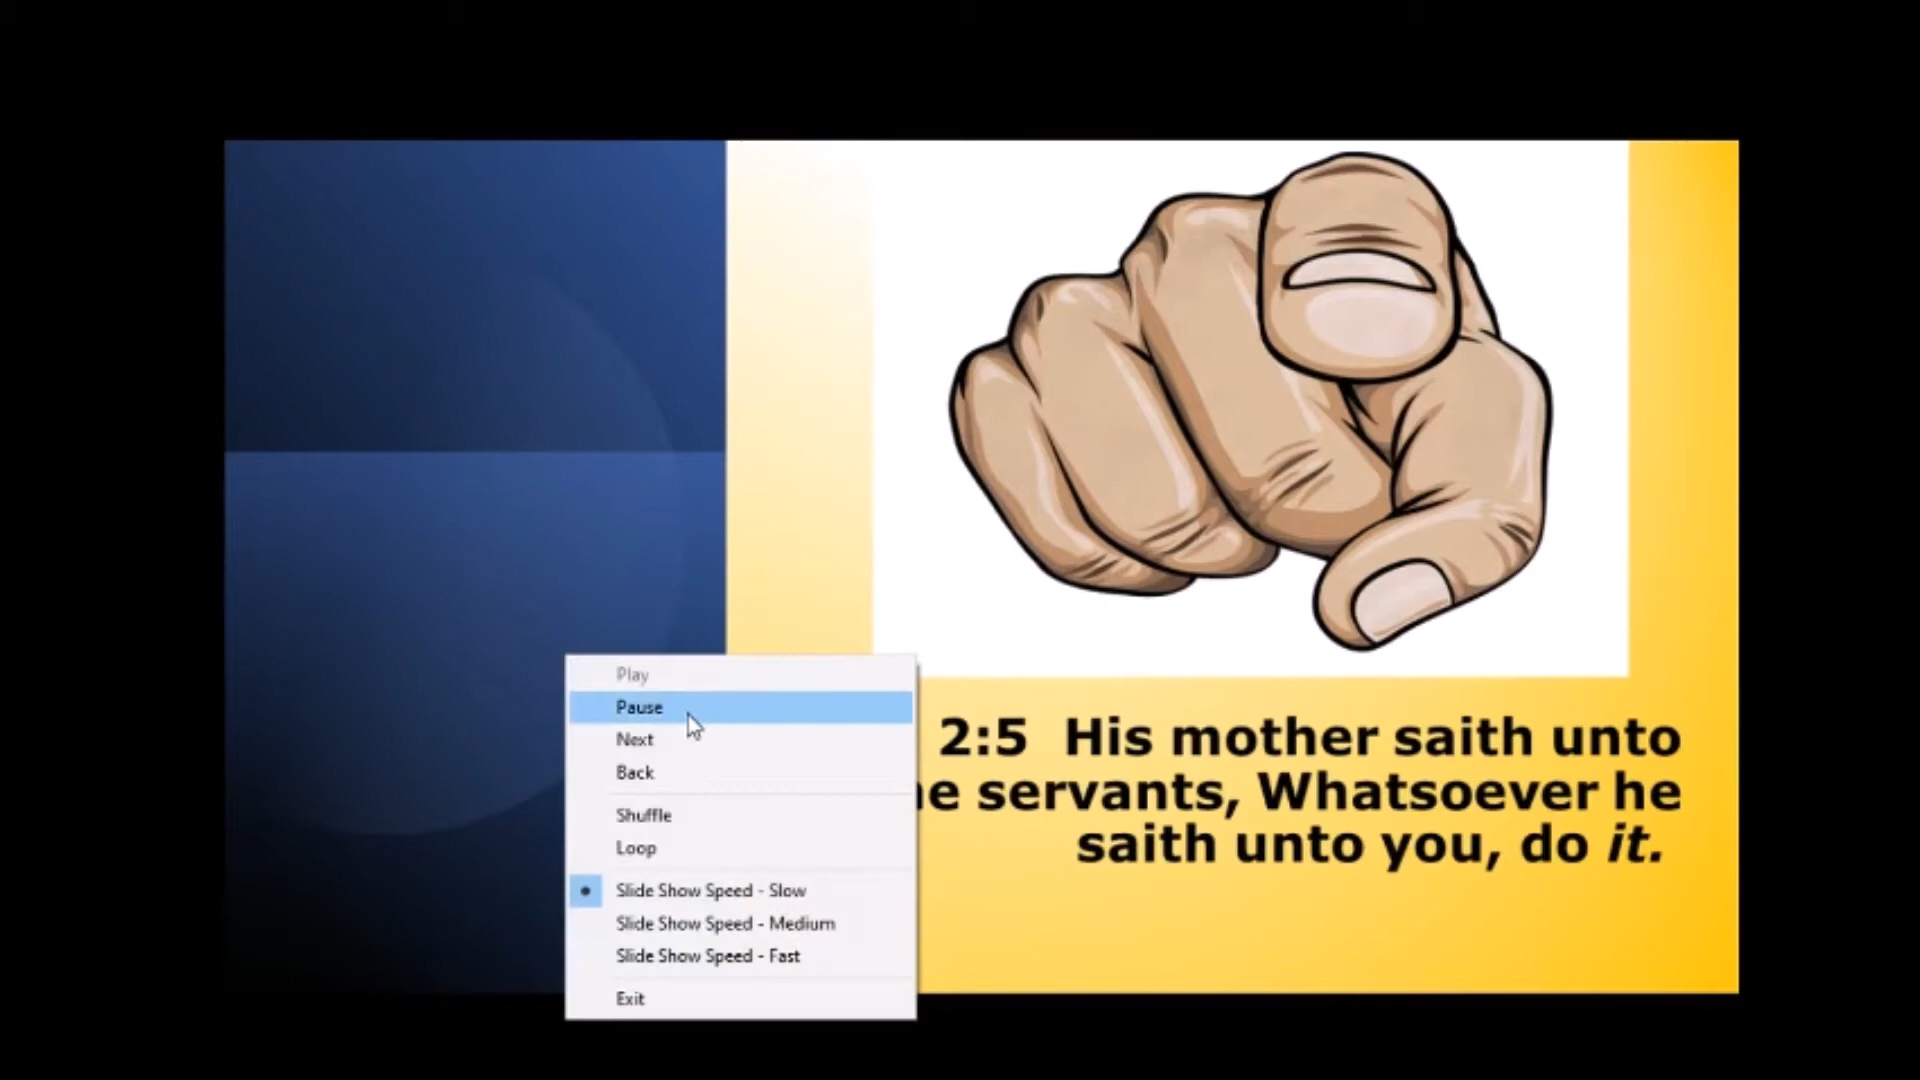 Play
Pause
Next
Back
Shuffle
Loop
Slide Show Speed - Slow
Slide Show Speed - Medium
Slide Show Speed - Fast
Exit
2:5 His mother saith unto
servants, Whatsoever he
saith unto you, do it.